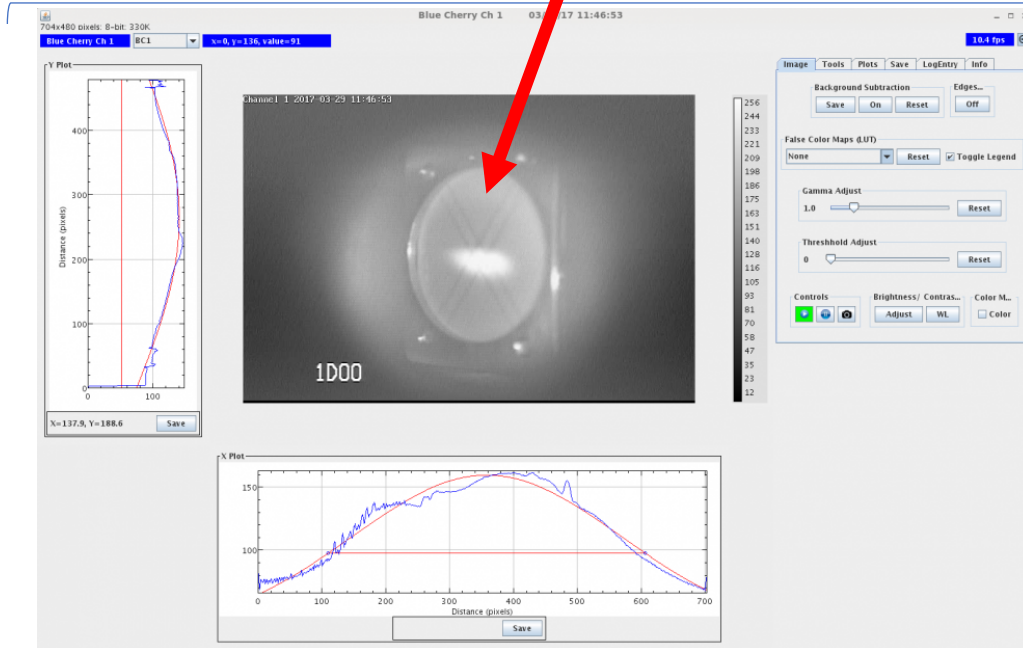 Blue Cherry Ch 1 03/ 2017 11:46:53
704x480 pixels; 8-bit; 330K
Blue Cherry Ch 1 BC1 x=0, y=136, value=91 10.4 fps
Y Plot
400
300
200
100
0
0 100
Distance (pixels)
X=137.9, Y=188.6 Save
Channel 1 2017-03-29 11:46:53
1D00
256
244
233
221
209
198
186
175
163
151
140
128
116
105
93
81
70
58
47
35
23
12
Image Tools Plots Save LogEntry Info
Background Subtraction Edges...
Save On Reset Off
False Color Maps (LUT)
None Reset Toggle Legend
Gamma Adjust
1.0 Reset
Threshhold Adjust
0 Reset
Controls Brightness/ Contras... Color M...
Adjust WL Color
X Plot
150
100
0 100 200 300 400 500 600 700
Distance (pixels)
Save